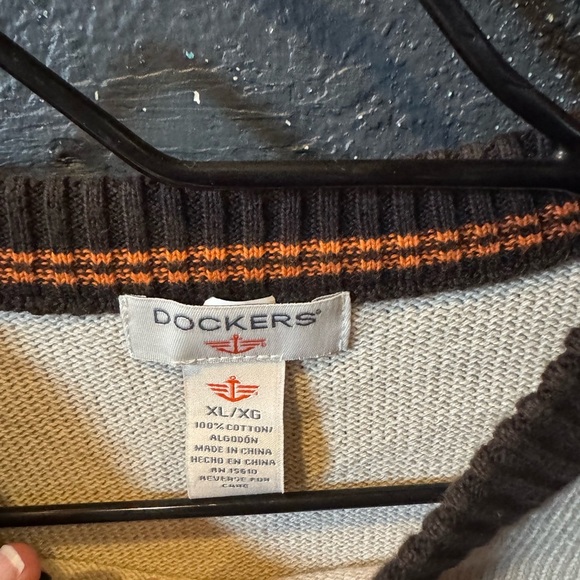 DOCKERS®
XL/XG
100% COTTON/
ALGODÓN
MADE IN CHINA
HECHO EN CHINA
RN 15610
REVERSE FOR
CARE